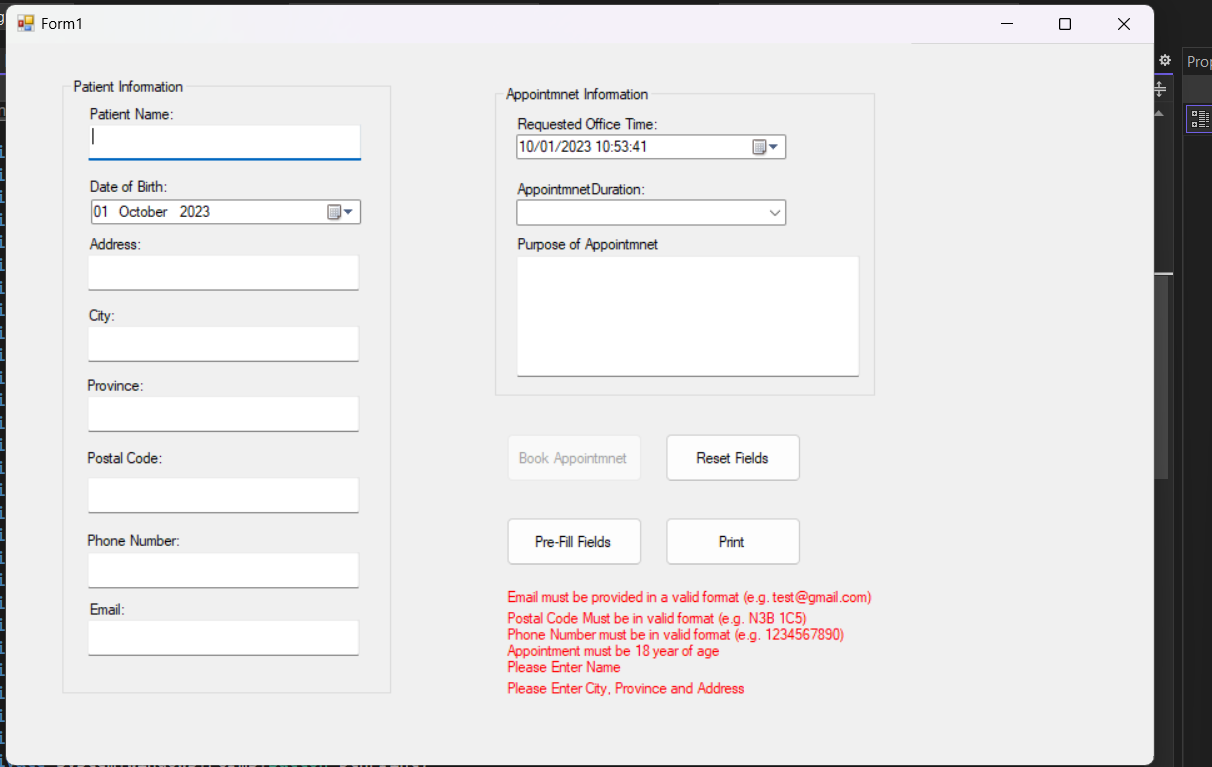 Form1
Prop
Patient Information
Patient Name:
Date of Birth:
01 October 2023
Address:
City:
Province:
Postal Code:
Phone Number:
Email:
Appointmnet Information
Requested Office Time:
10/01/2023 10:53:41
AppointmnetDuration:
Purpose of Appointmnet
Book Appointmnet
Reset Fields
Pre-Fill Fields
Print
Email must be provided in a valid format (e.g. test@gmail.com)
Postal Code Must be in valid format (e.g. N3B 1C5)
Phone Number must be in valid format (e.g. 1234567890)
Appointment must be 18 year of age
Please Enter Name
Please Enter City, Province and Address